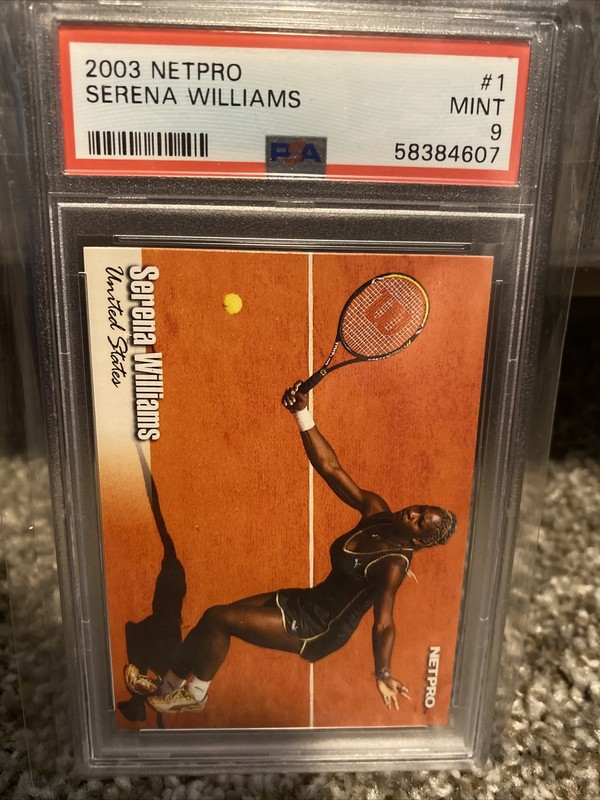 2003 NETPRO
SERENA WILLIAMS
#1
MINT
9
58384607
PSA
Serena Williams
United States
W
NETPRO